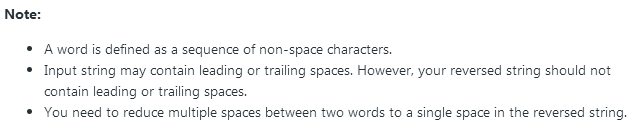 Note:
• A word is defined as a sequence of non-space characters.
• Input string may contain leading or trailing spaces. However, your reversed string should not
contain leading or trailing spaces.
• You need to reduce multiple spaces between two words to a single space in the reversed string.